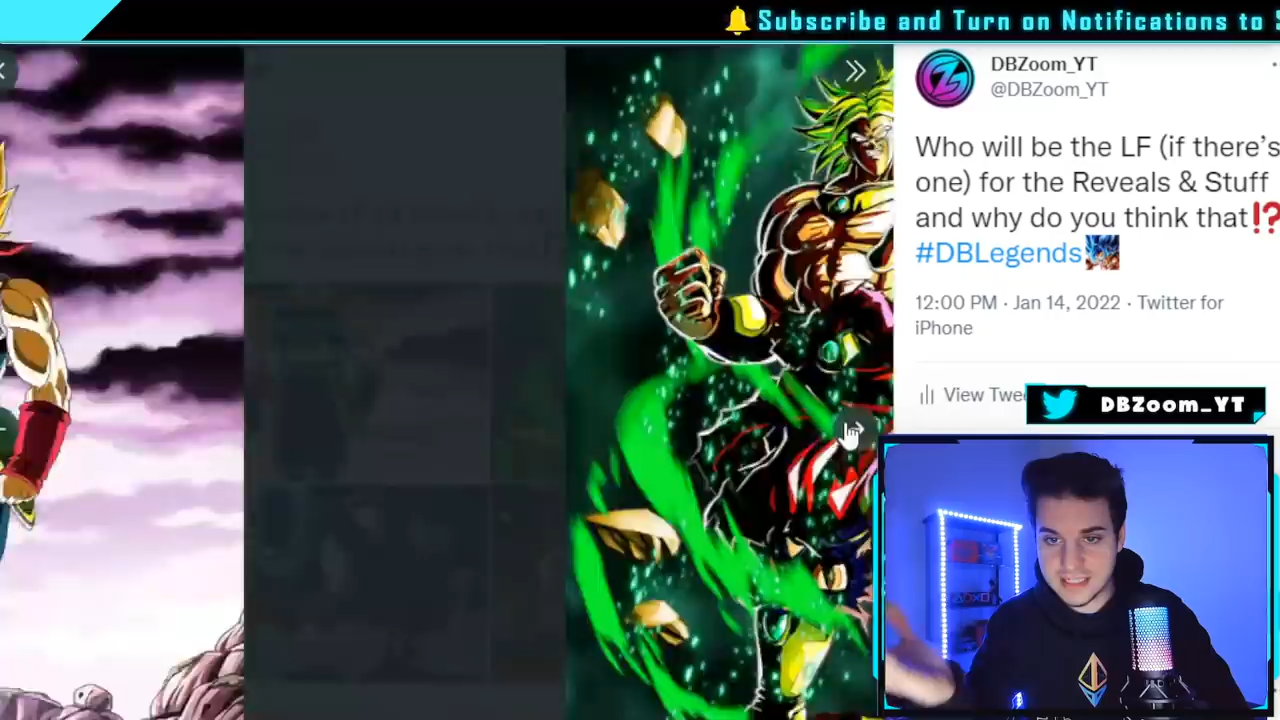 Subscribe and Turn on Notifications to
DBZoom_YT
@DBZoom_YT
Who will be the LF (if there's
one) for the Reveals & Stuff
and why do you think that⁉
#DBLegends
12:00 PM · Jan 14, 2022 · Twitter for
iPhone
View Twe
DBZoom_YT